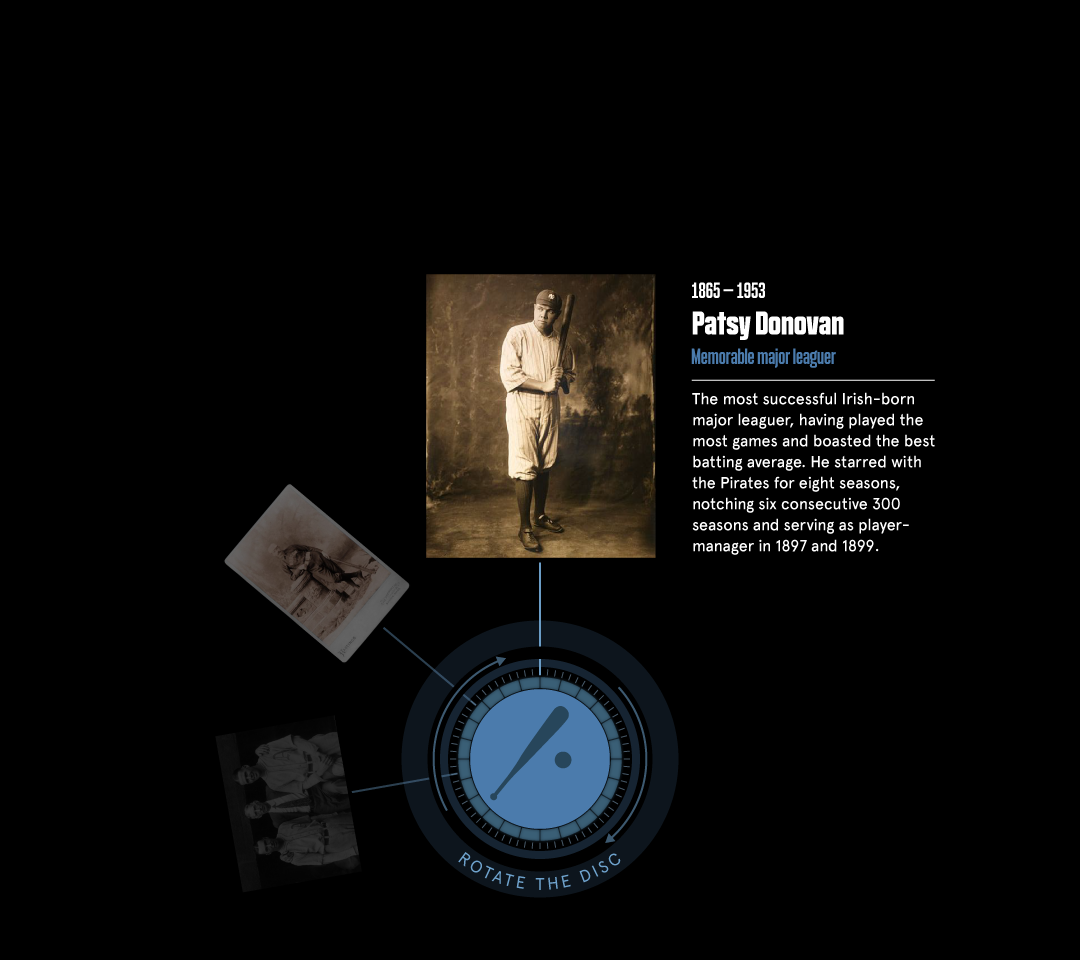 1865 – 1953
Patsy Donovan
Memorable major leaguer
The most successful Irish-born
major leaguer, having played the
most games and boasted the best
batting average. He starred with
the Pirates for eight seasons,
notching six consecutive 300
seasons and serving as player-
manager in 1897 and 1899.
ROTATE THE DISC